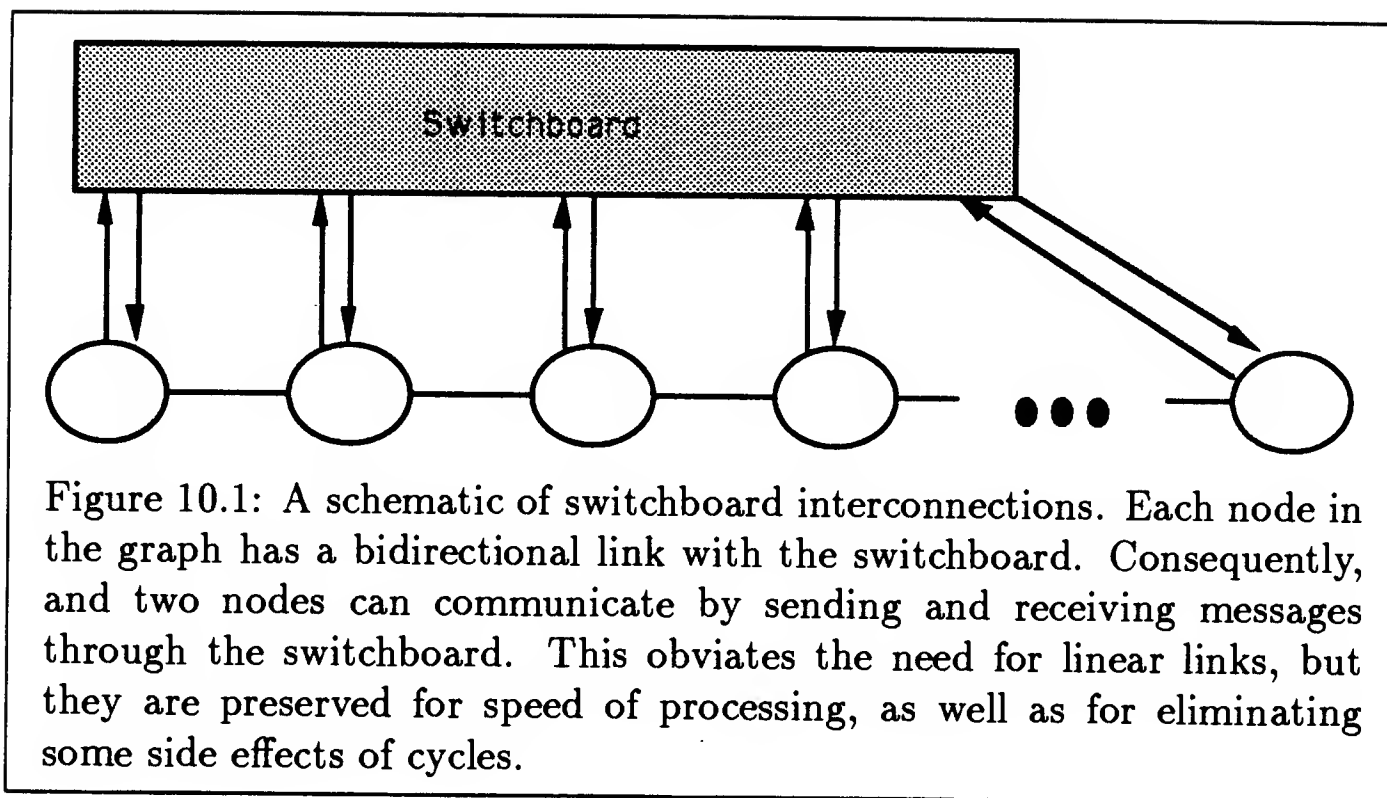 Switchboard
Figure 10.1: A schematic of switchboard interconnections. Each node in
the graph has a bidirectional link with the switchboard. Consequently,
and two nodes can communicate by sending and receiving messages
through the switchboard. This obviates the need for linear links, but
they are preserved for speed of processing, as well as for eliminating
some side effects of cycles.